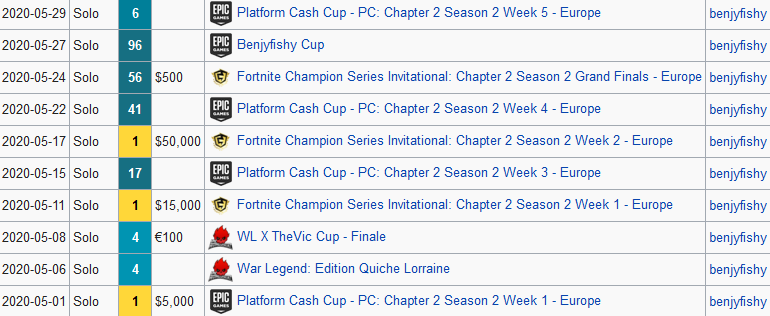 2020-05-29 Solo 6 EPIC GAMES Platform Cash Cup - PC: Chapter 2 Season 2 Week 5 - Europe benjyfishy
2020-05-27 Solo 96 EPIC GAMES Benjyfishy Cup benjyfishy
2020-05-24 Solo 56 $500 Fortnite Champion Series Invitational: Chapter 2 Season 2 Grand Finals - Europe benjyfishy
2020-05-22 Solo 41 EPIC GAMES Platform Cash Cup - PC: Chapter 2 Season 2 Week 4 - Europe benjyfishy
2020-05-17 Solo 1 $50,000 Fortnite Champion Series Invitational: Chapter 2 Season 2 Week 2 - Europe benjyfishy
2020-05-15 Solo 17 EPIC GAMES Platform Cash Cup - PC: Chapter 2 Season 2 Week 3 - Europe benjyfishy
2020-05-11 Solo 1 $15,000 Fortnite Champion Series Invitational: Chapter 2 Season 2 Week 1 - Europe benjyfishy
2020-05-08 Solo 4 €100 WL X TheVic Cup - Finale benjyfishy
2020-05-06 Solo 4 War Legend: Edition Quiche Lorraine benjyfishy
2020-05-01 Solo 1 $5,000 EPIC GAMES Platform Cash Cup - PC: Chapter 2 Season 2 Week 1 - Europe benjyfishy